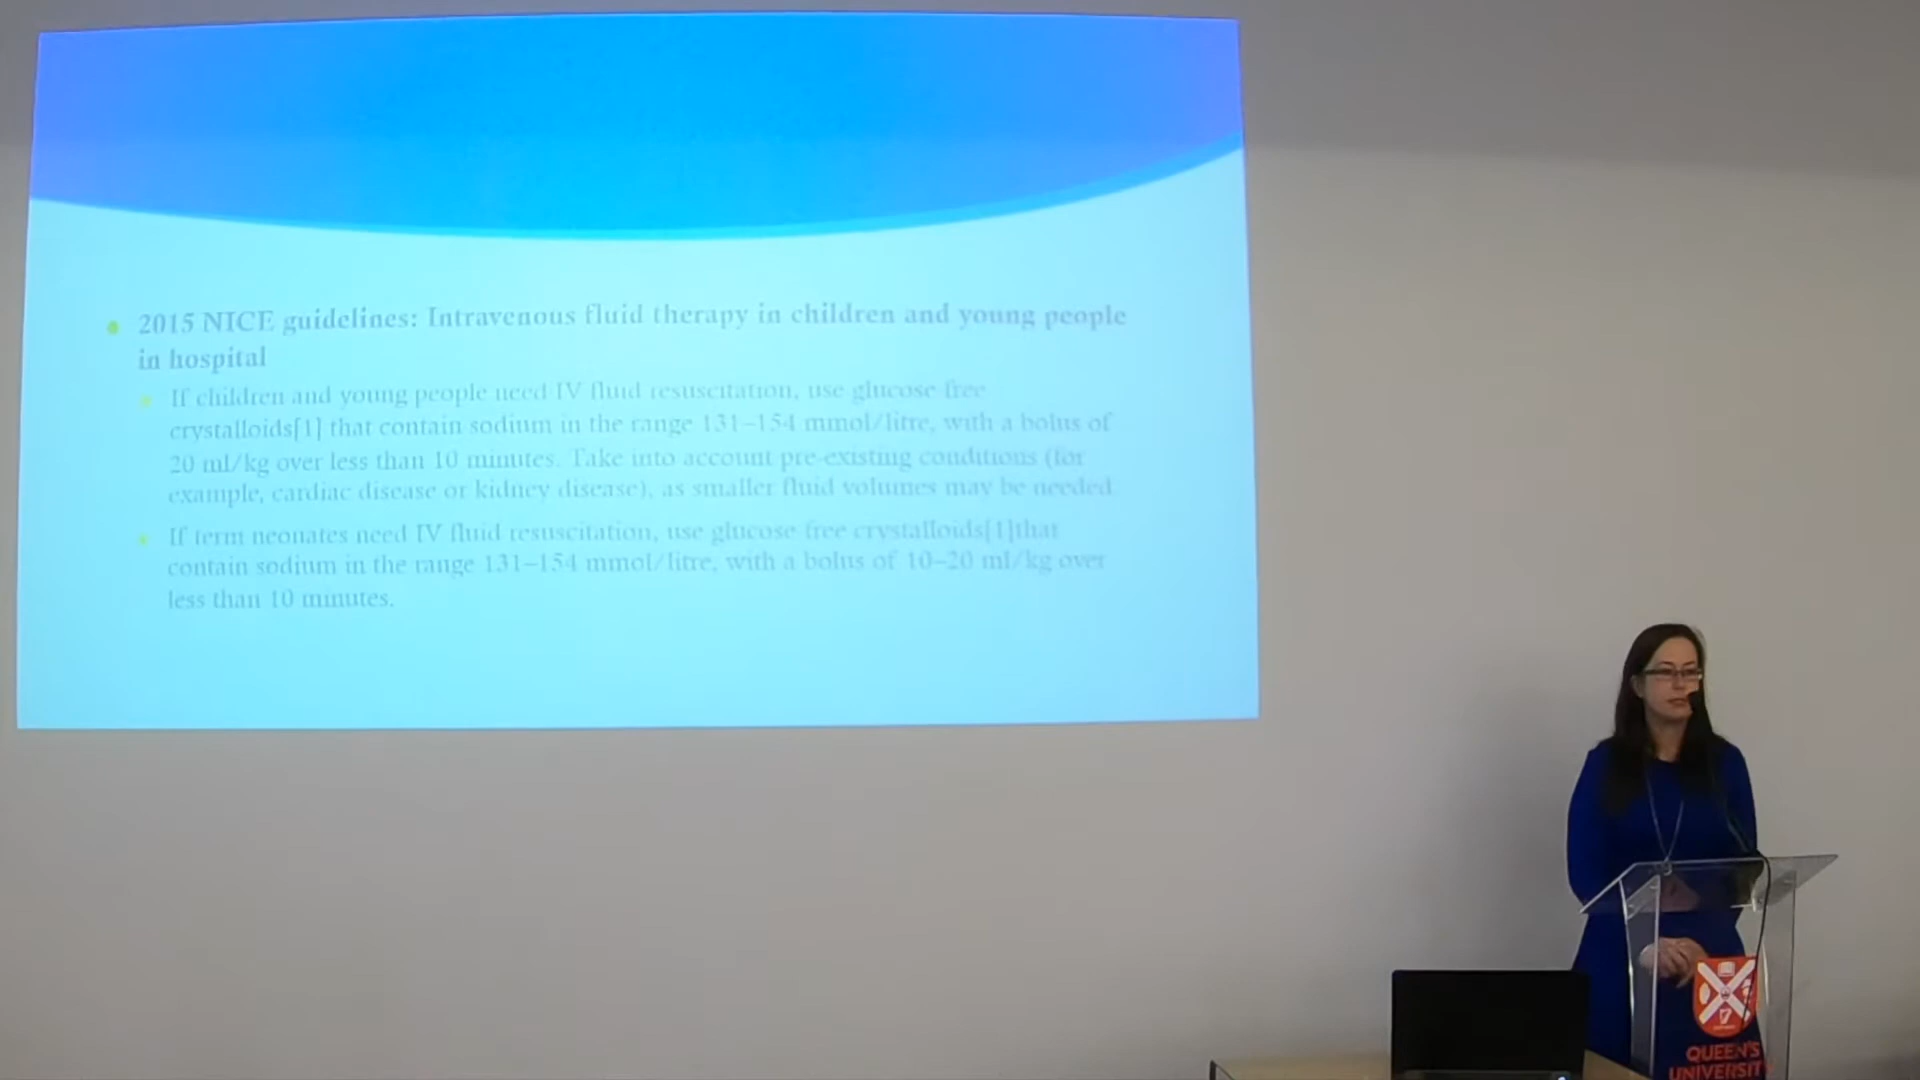 2015 NICE guidelines: Intravenous fluid therapy in children and young people
in hospital
If children and young people need IV fluid resuscitation, use glucose free
crystalloids[1] that contain sodium in the range 131–154 mmol/litre, with a bolus of
20 ml/kg over less than 10 minutes. Take into account pre-existing conditions (for
example, cardiac disease or kidney disease), as smaller fluid volumes may be needed.
If term neonates need IV fluid resuscitation, use glucose free crystalloids[1]that
contain sodium in the range 131–154 mmol/litre, with a bolus of 10–20 ml/kg over
less than 10 minutes.
QUEEN'S
UNIVERSIT